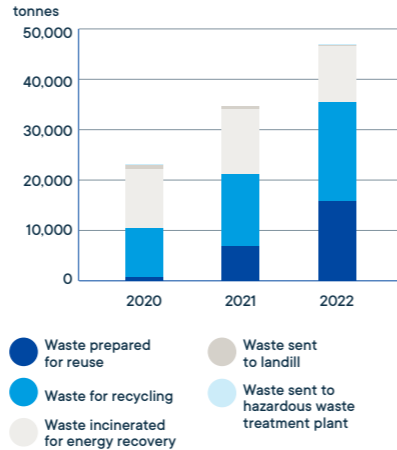 tonnes
50,000
40,000
30,000
20,000
10,000
0
2020
2021
2022
Waste prepared
for reuse
Waste for recycling
Waste incinerated
for energy recovery
Waste sent
to landill
Waste sent to
hazardous waste
treatment plant